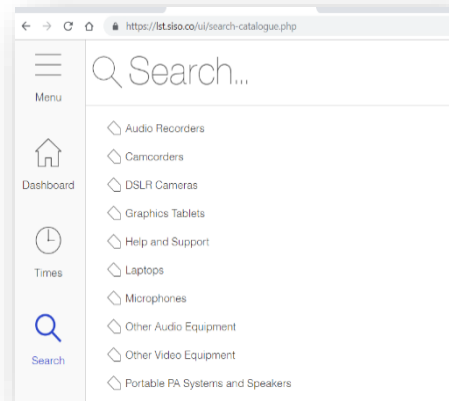 https://lst.siso.co/ui/search-catalogue.php
Menu
Search...
Dashboard
Times
Search
Audio Recorders
Camcorders
DSLR Cameras
Graphics Tablets
Help and Support
Laptops
Microphones
Other Audio Equipment
Other Video Equipment
Portable PA Systems and Speakers